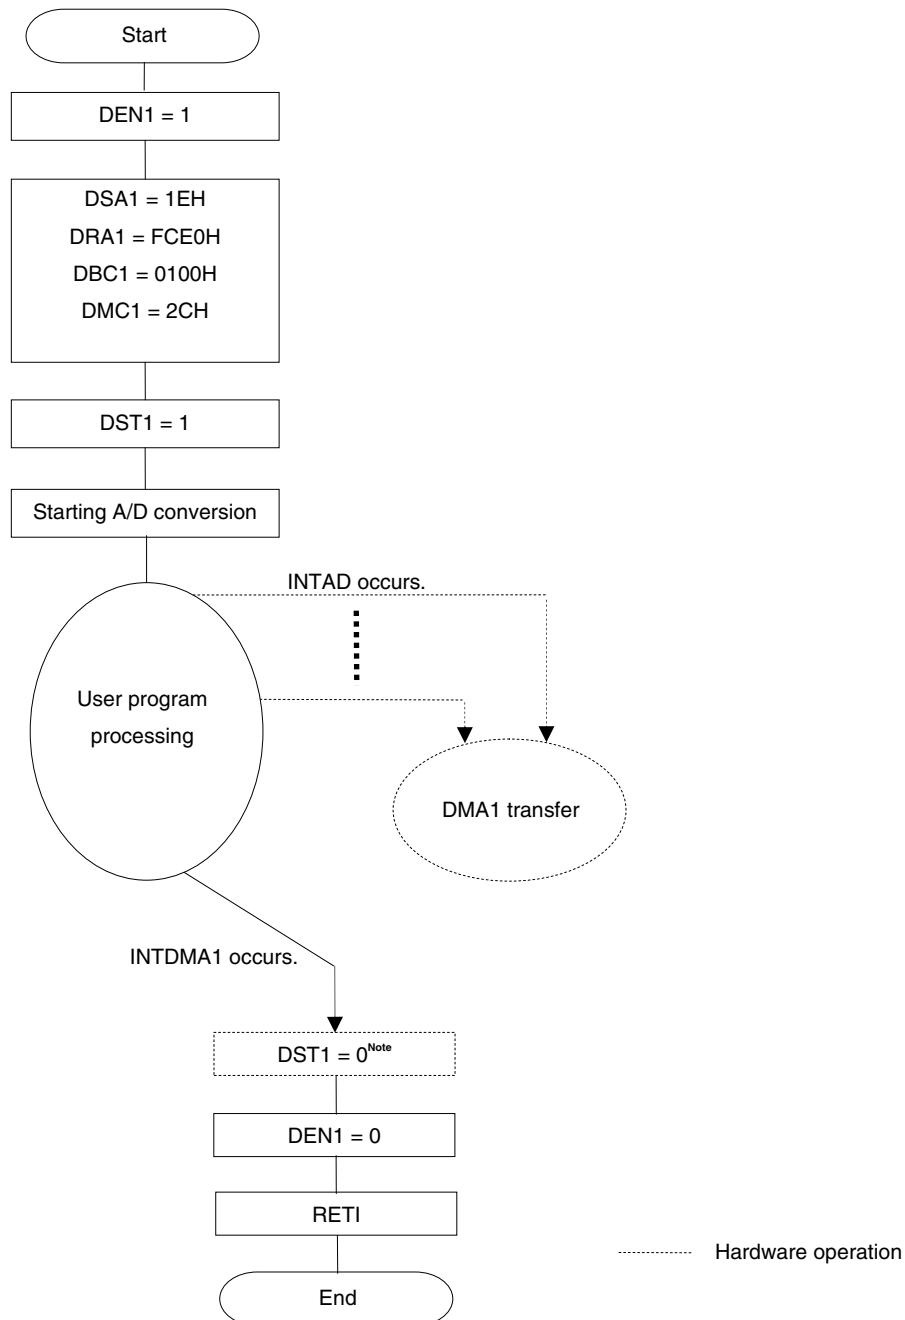 Start
DEN1 = 1
DSA1 = 1EH
DRA1 = FCE0H
DBC1 = 0100H
DMC1 = 2CH
DST1 = 1
Starting A/D conversion
INTAD occurs.
User program
processing
DMA1 transfer
INTDMA1 occurs.
DST1 = 0Note
DEN1 = 0
RETI
Hardware operation
End